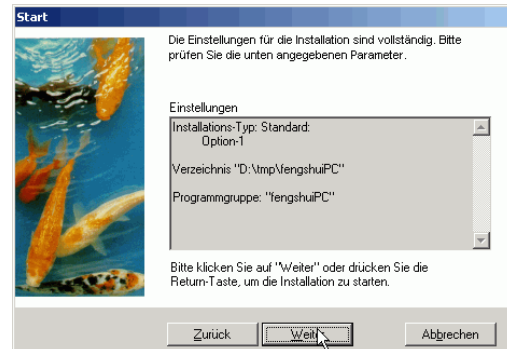 Start
Die Einstellungen für die Installation sind vollständig. Bitte
prüfen Sie die unten angegebenen Parameter.
Einstellungen
Installations-Typ: Standard:
Option-1
Verzeichnis "D:\tmp\fengshuiPC"
Programmgruppe: "fengshuiPC"
Bitte klicken Sie auf "Weiter" oder drücken Sie die
Return-Taste, um die Installation zu starten.
Zurück
Weiter
Abbrechen